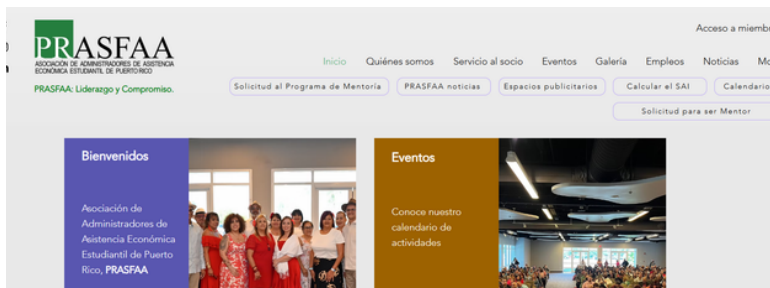 PRASFAA
ASOCIACIÓN DE ADMINISTRADORES DE ASISTENCIA
ECONÓMICA ESTUDIANTIL DE PUERTO RICO
PRASFAA: Liderazgo y Compromiso.
Acceso a miembr
Inicio Quiénes somos Servicio al socio Eventos Galería Empleos Noticias
Solicitud al Programa de Mentoría PRASFAA noticias Espacios publicitarios Calcular el SAI Calendario
Solicitud para ser Mentor
Bienvenidos
Asociación de
Administradores de
Asistencia Económica
Estudiantil de Puerto
Rico, PRASFAA
Eventos
Conoce nuestro
calendario de
actividades